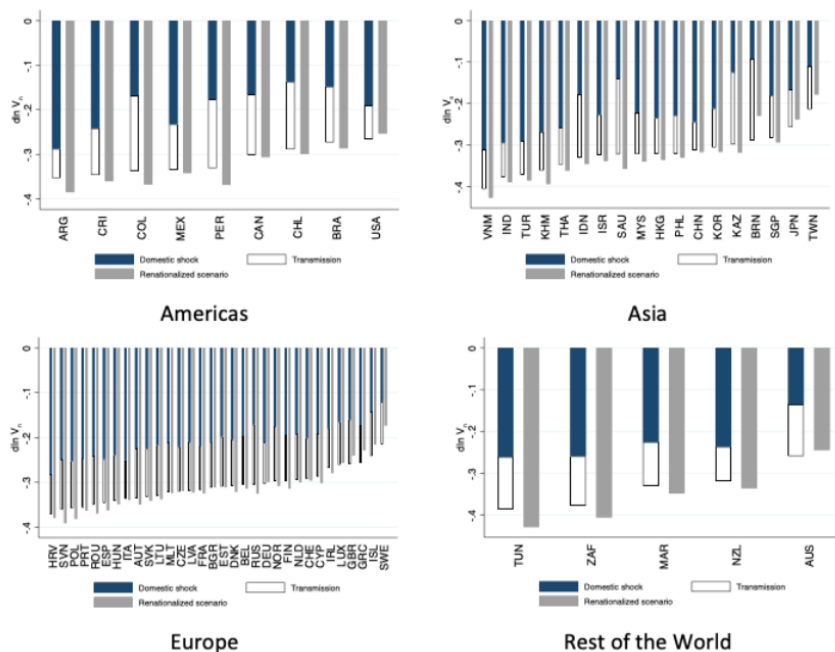 dln Vₙ
0
-.1
-.2
-.3
-.4
ARG CRI COL MEX PER CAN CHL BRA USA
Domestic shock Transmission
Renationalized scenario
Americas
dln Vₙ
0
-.1
-.2
-.3
-.4
VNM IND TUR KHM THA IDN ISR SAU MYS HKG PHL CHN KOR KAZ BRN SGP JPN TWN
Domestic shock Transmission
Renationalized scenario
Asia
dln Vₙ
0
-.1
-.2
-.3
-.4
HRV SVN POL PRT ROU ESP HUN ITA AUT SVK LTU MLT CZE LVA FRA BGR EST DNK BEL RUS DEU NOR FIN NLD CHE CYP IRL LUX GBR GRC ISL SWE
Domestic shock Transmission
Renationalized scenario
Europe
dln Vₙ
0
-.1
-.2
-.3
-.4
TUN ZAF MAR NZL AUS
Domestic shock Transmission
Renationalized scenario
Rest of the World